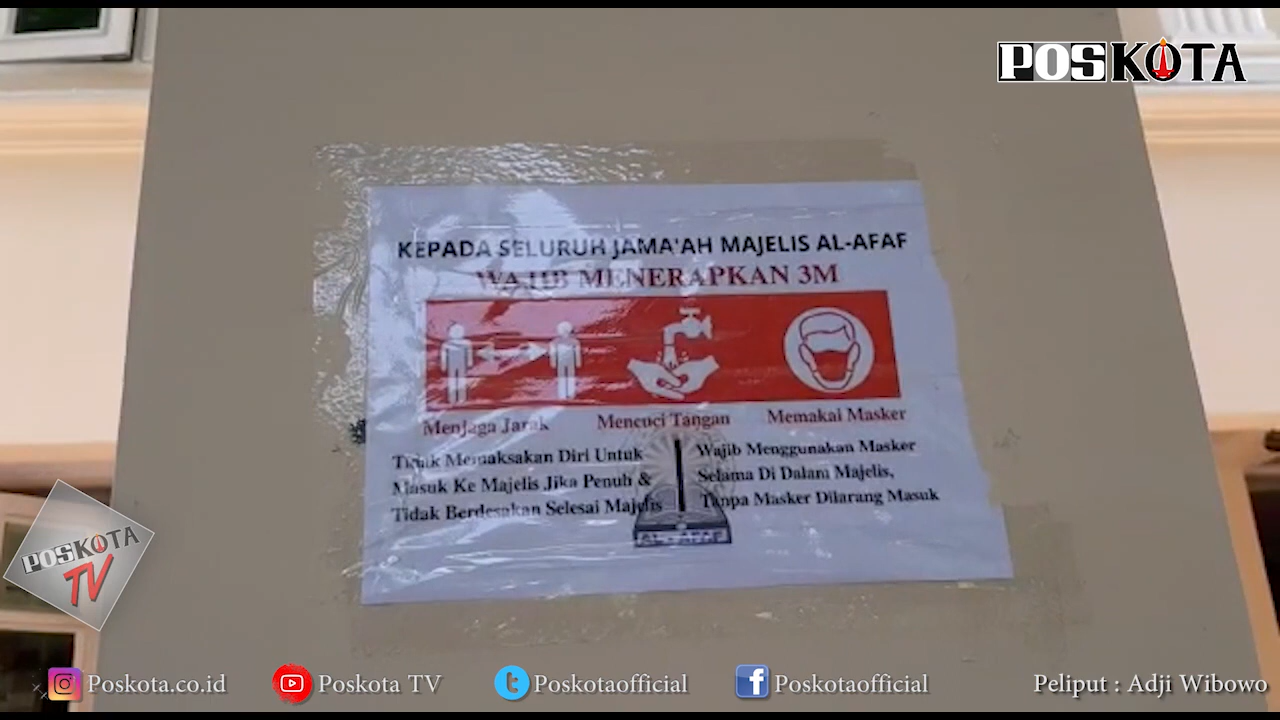 POSKOTA
KEPADA SELURUH JAMA'AH MAJELIS AL-AFAF
WAJIB MENERAPKAN 3M
Menjaga Jarak
Mencuci Tangan
Memakai Masker
Tidak Memaksakan Diri Untuk
Masuk Ke Majelis Jika Penuh &
Tidak Berdesakan Selesai Majelis
Wajib Menggunakan Masker
Selama Di Dalam Majelis,
Tanpa Masker Dilarang Masuk
AL - AFAF
POSKOTA
TV
Poskota.co.id
Poskota TV
Poskotaofficial
Poskotaofficial
Peliput : Adji Wibowo